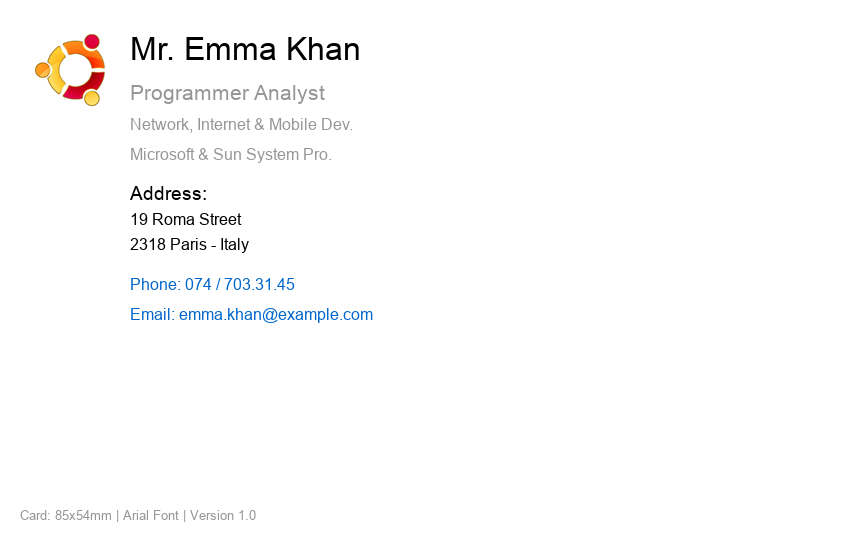 Mr. Emma Khan
Programmer Analyst
Network, Internet & Mobile Dev.
Microsoft & Sun System Pro.
Address:
19 Roma Street
2318 Paris - Italy
Phone: 074 / 703.31.45
Email: emma.khan@example.com
Card: 85x54mm | Arial Font | Version 1.0